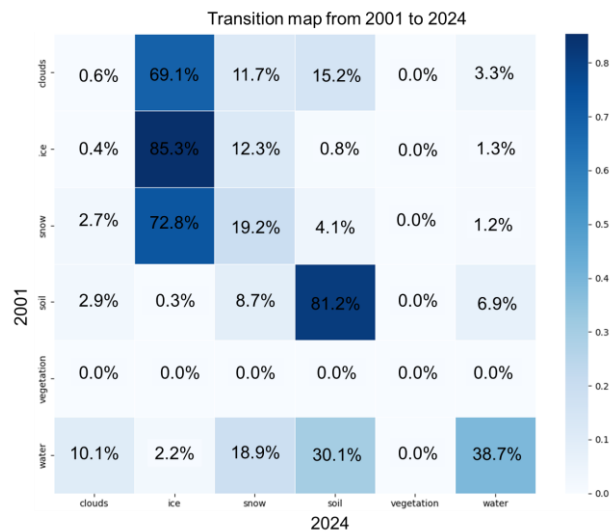 Transition map from 2001 to 2024
clouds 0.6% 69.1% 11.7% 15.2% 0.0% 3.3%
ice 0.4% 85.3% 12.3% 0.8% 0.0% 1.3%
snow 2.7% 72.8% 19.2% 4.1% 0.0% 1.2%
soil 2.9% 0.3% 8.7% 81.2% 0.0% 6.9%
vegetation 0.0% 0.0% 0.0% 0.0% 0.0% 0.0%
water 10.1% 2.2% 18.9% 30.1% 0.0% 38.7%
2001
clouds ice snow soil vegetation water
2024
0.8
0.7
0.6
0.5
0.4
0.3
0.2
0.1
0.0